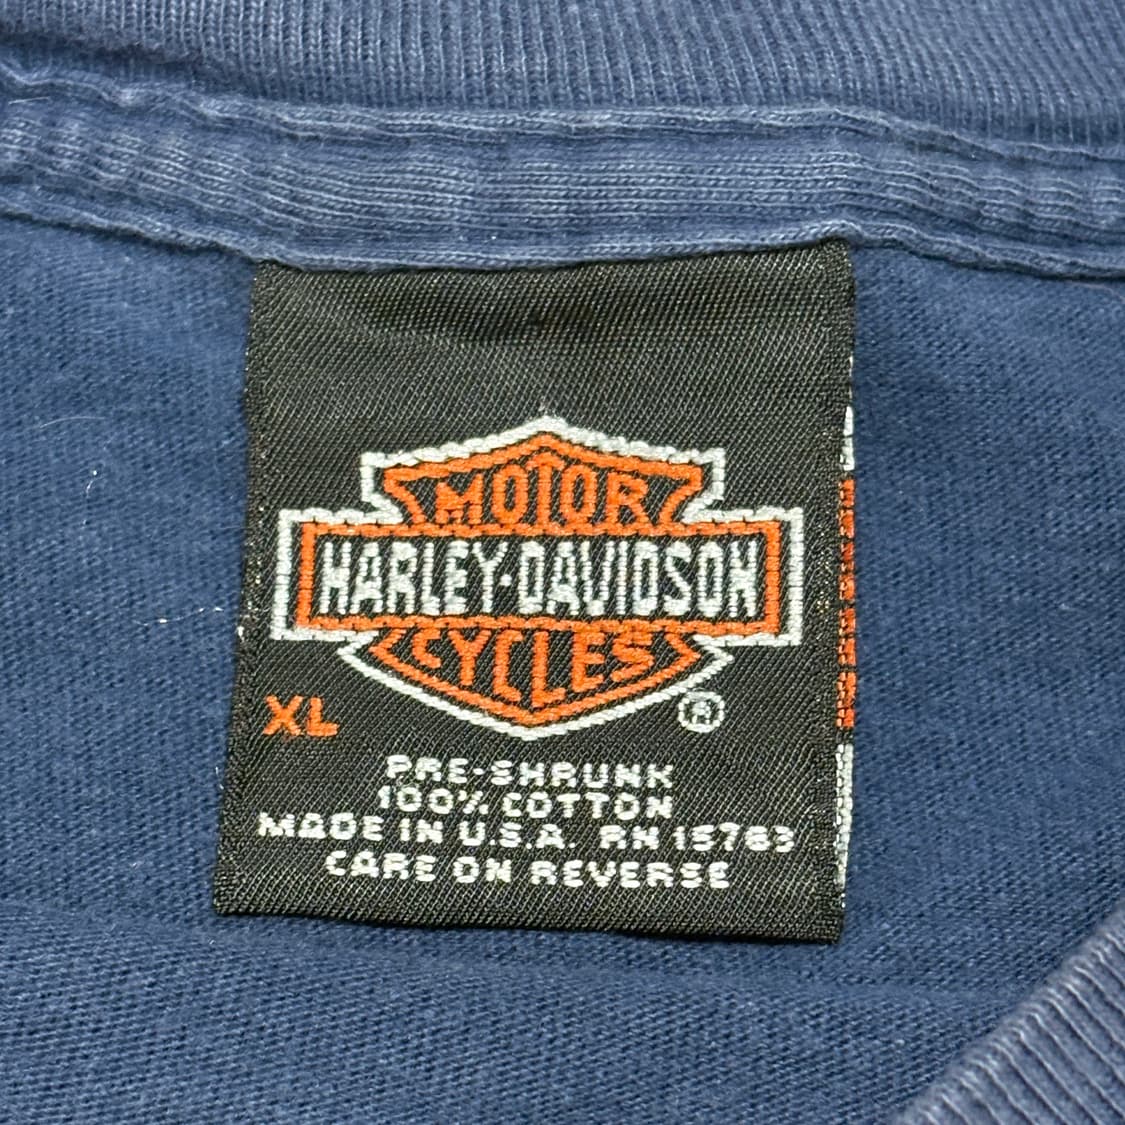 MOTOR
HARLEY-DAVIDSON
CYCLES
XL
®
PRE-SHRUNK
100% COTTON
MADE IN U.S.A. RN 15763
CARE ON REVERSE